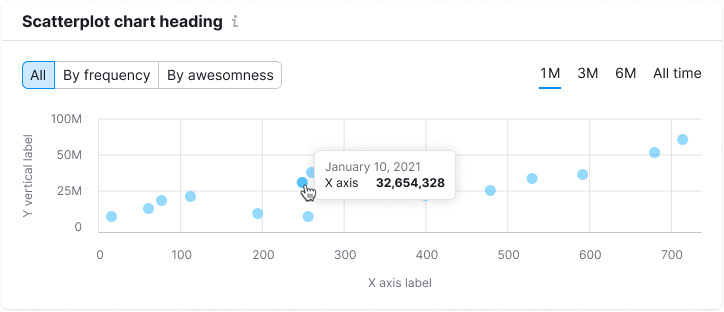 Scatterplot chart heading i
All By frequency By awesomness 1M 3M 6M All time
Y vertical label
100M
50M
25M
0
January 10, 2021
X axis 32,654,328
0 100 200 300 400 500 600 700
X axis label